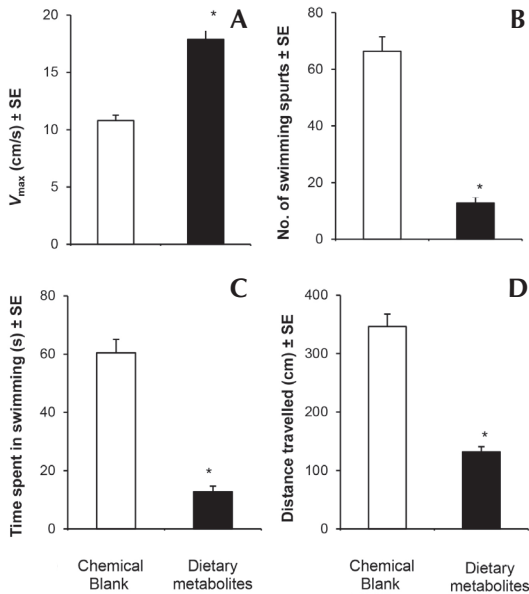 A
Vmax (cm/s) ± SE
20
15
10
5
0
*
B
No. of swimming spurts ± SE
80
60
40
20
0
*
C
Time spent in swimming (s) ± SE
80
60
40
20
0
*
Chemical
Blank
Dietary
metabolites
D
Distance travelled (cm) ± SE
400
300
200
100
0
*
Chemical
Blank
Dietary
metabolites